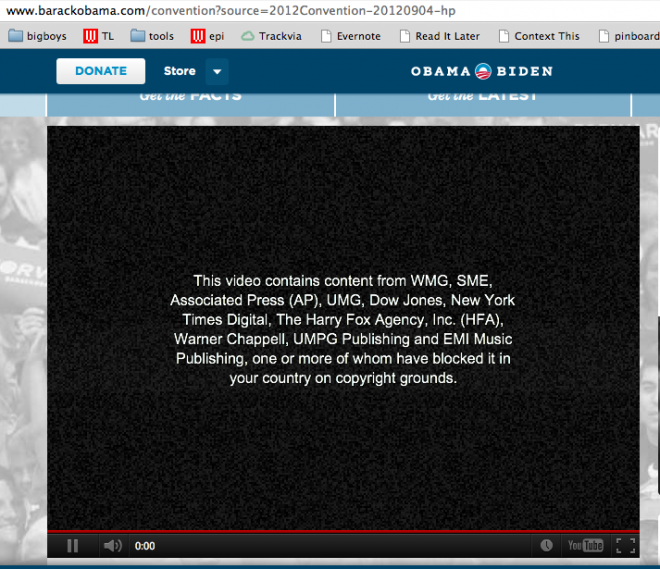 www.barackobama.com/convention?source=2012Convention-20120904-hp
bigboys TL tools epi Trackvia Evernote Read It Later Context This pinboard
DONATE Store OBAMA BIDEN
Get the FACTS Get the LATEST
This video contains content from WMG, SME,
Associated Press (AP), UMG, Dow Jones, New York
Times Digital, The Harry Fox Agency, Inc. (HFA),
Warner Chappell, UMPG Publishing and EMI Music
Publishing, one or more of whom have blocked it in
your country on copyright grounds.
0:00 YouTube